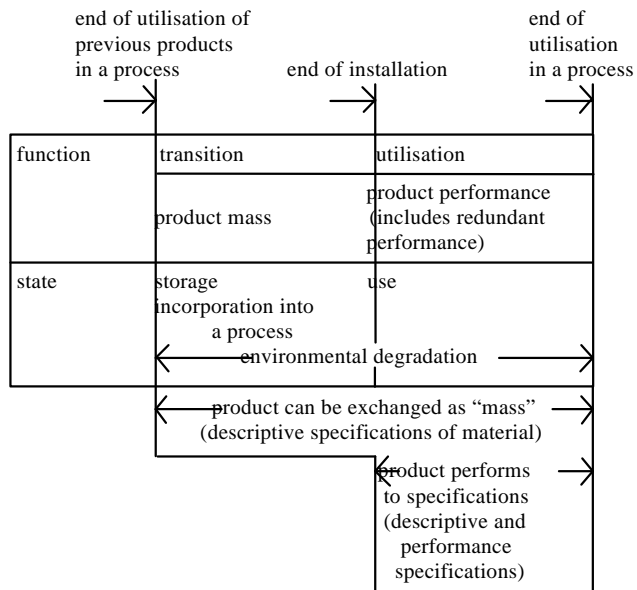 end of utilisation of
previous products
in a process
end of installation
end of
utilisation
in a process
function
transition
utilisation
product mass
product performance
(includes redundant
performance)
state
storage
incorporation into
a process
use
environmental degradation
product can be exchanged as “mass”
(descriptive specifications of material)
product performs
to specifications
(descriptive and
performance
specifications)